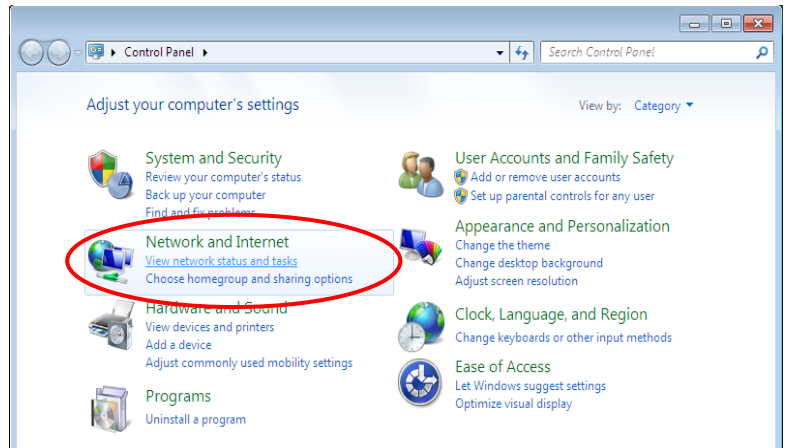 Control Panel
Search Control Panel
Adjust your computer's settings
View by: Category
System and Security
Review your computer's status
Back up your computer
Find and fix problems
Network and Internet
View network status and tasks
Choose homegroup and sharing options
Hardware and Sound
View devices and printers
Add a device
Adjust commonly used mobility settings
Programs
Uninstall a program
User Accounts and Family Safety
Add or remove user accounts
Set up parental controls for any user
Appearance and Personalization
Change the theme
Change desktop background
Adjust screen resolution
Clock, Language, and Region
Change keyboards or other input methods
Ease of Access
Let Windows suggest settings
Optimize visual display